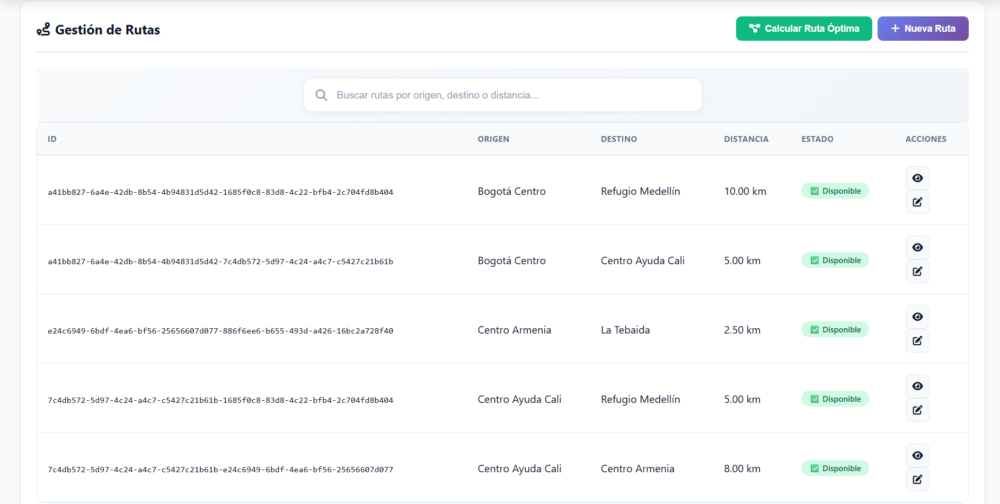 Gestión de Rutas
Calcular Ruta Óptima
Nueva Ruta
Buscar rutas por origen, destino o distancia...
ID ORIGEN DESTINO DISTANCIA ESTADO ACCIONES
a41bb827-6a4e-42db-8b54-4b94831d5d42-1685f0c8-83d8-4c22-bfb4-2c704fd8b404 Bogotá Centro Refugio Medellín 10.00 km Disponible
a41bb827-6a4e-42db-8b54-4b94831d5d42-7c4db572-5d97-4c24-a4c7-c5427c21b61b Bogotá Centro Centro Ayuda Cali 5.00 km Disponible
e24c6949-6bdf-4ea6-bf56-25656607d077-886f6ee6-b655-493d-a426-16bc2a728f40 Centro Armenia La Tebaida 2.50 km Disponible
7c4db572-5d97-4c24-a4c7-c5427c21b61b-1685f0c8-83d8-4c22-bfb4-2c704fd8b404 Centro Ayuda Cali Refugio Medellín 5.00 km Disponible
7c4db572-5d97-4c24-a4c7-c5427c21b61b-e24c6949-6bdf-4ea6-bf56-25656607d077 Centro Ayuda Cali Centro Armenia 8.00 km Disponible